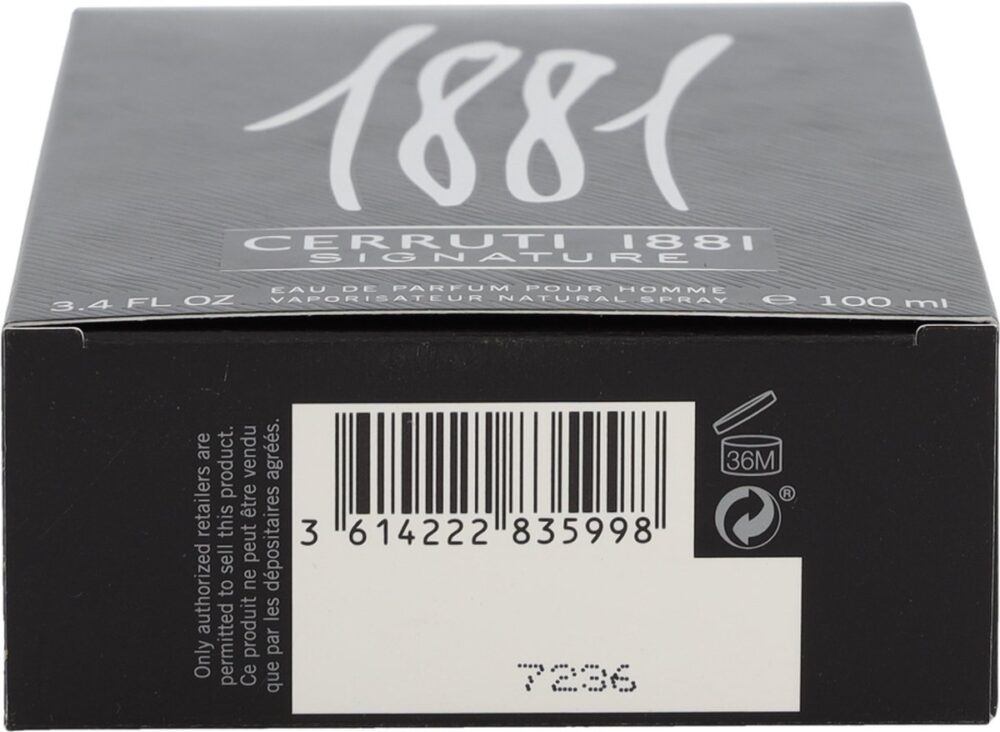 1881
CERRUTI 1881
SIGNATURE
EAU DE PARFUM POUR HOMME
VAPORISATEUR NATURAL SPRAY
3.4 FL OZ
℮ 100 ml
Only authorized retailers are
permitted to sell this product.
Ce produit ne peut être vendu
que par les dépositaires agréés.
3 614222 835998
36M
®
7236